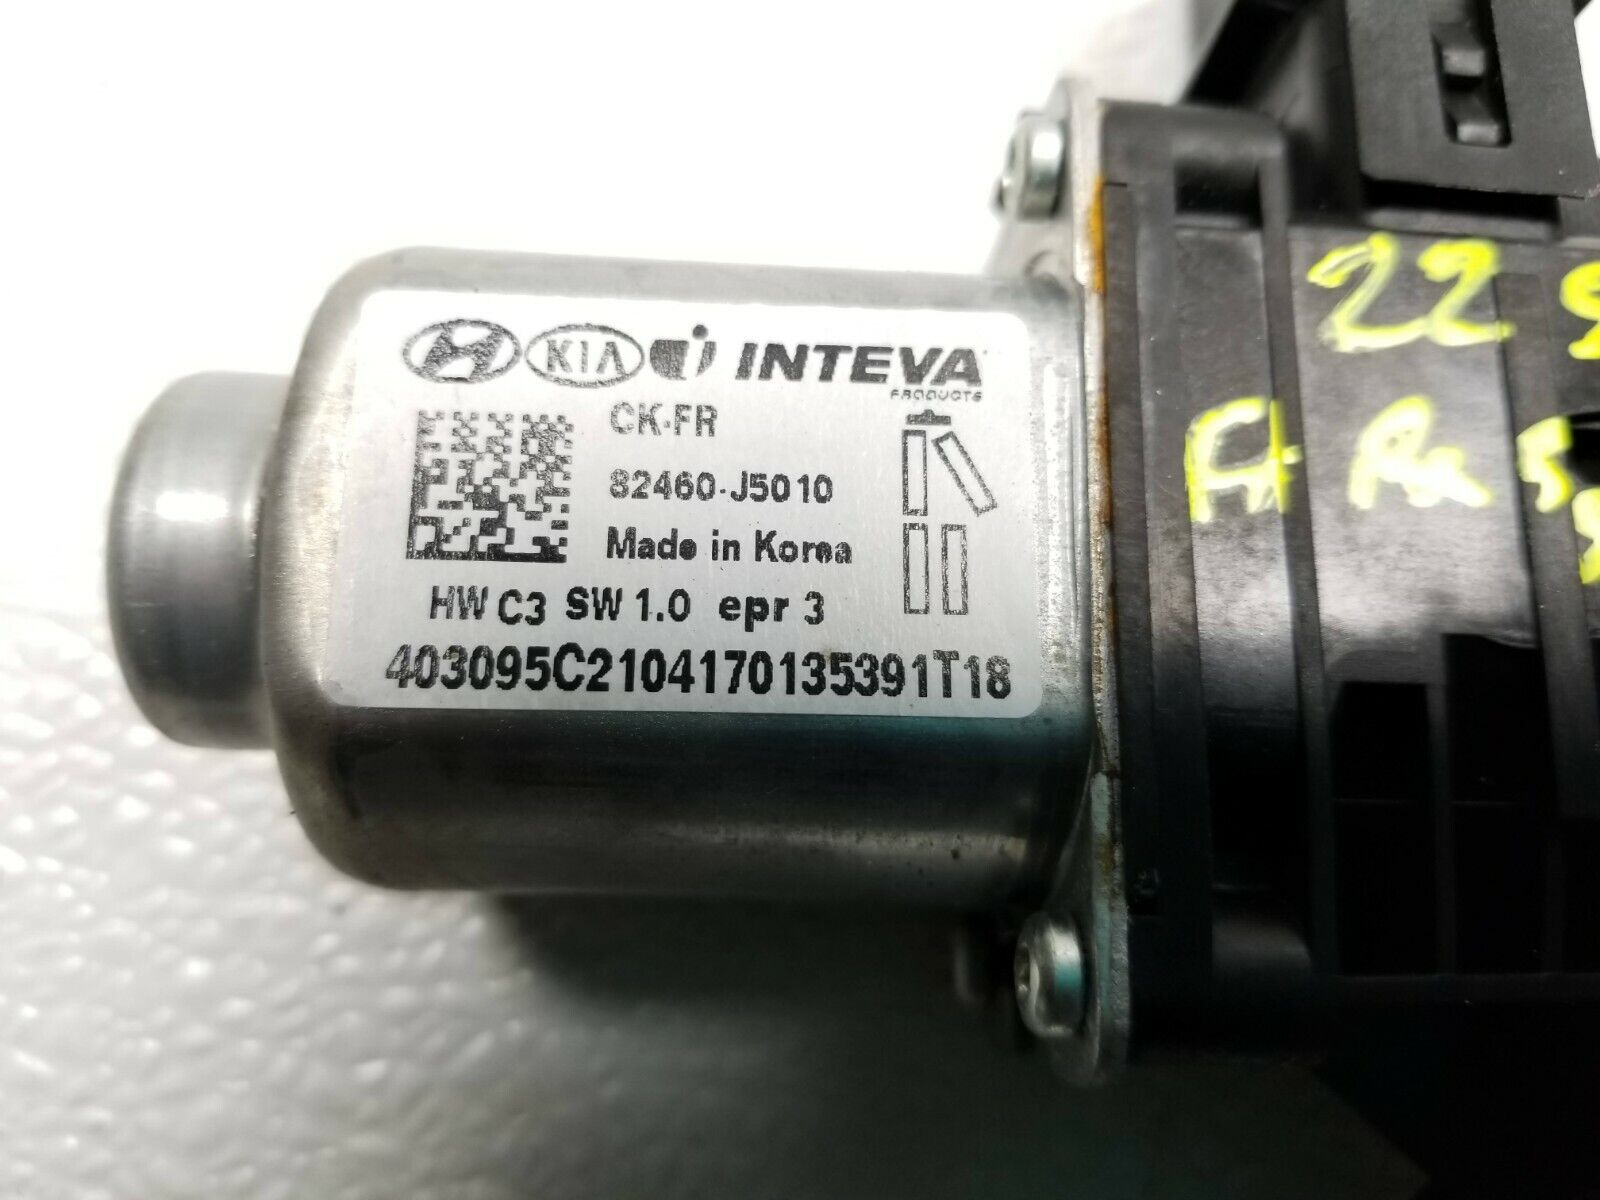 KIA INTEVA
PRODUCTS
CK-FR
82460-J5010
Made in Korea
HW C3 SW 1.0 epr 3
403095C2104170135391T18
22 S
Ft